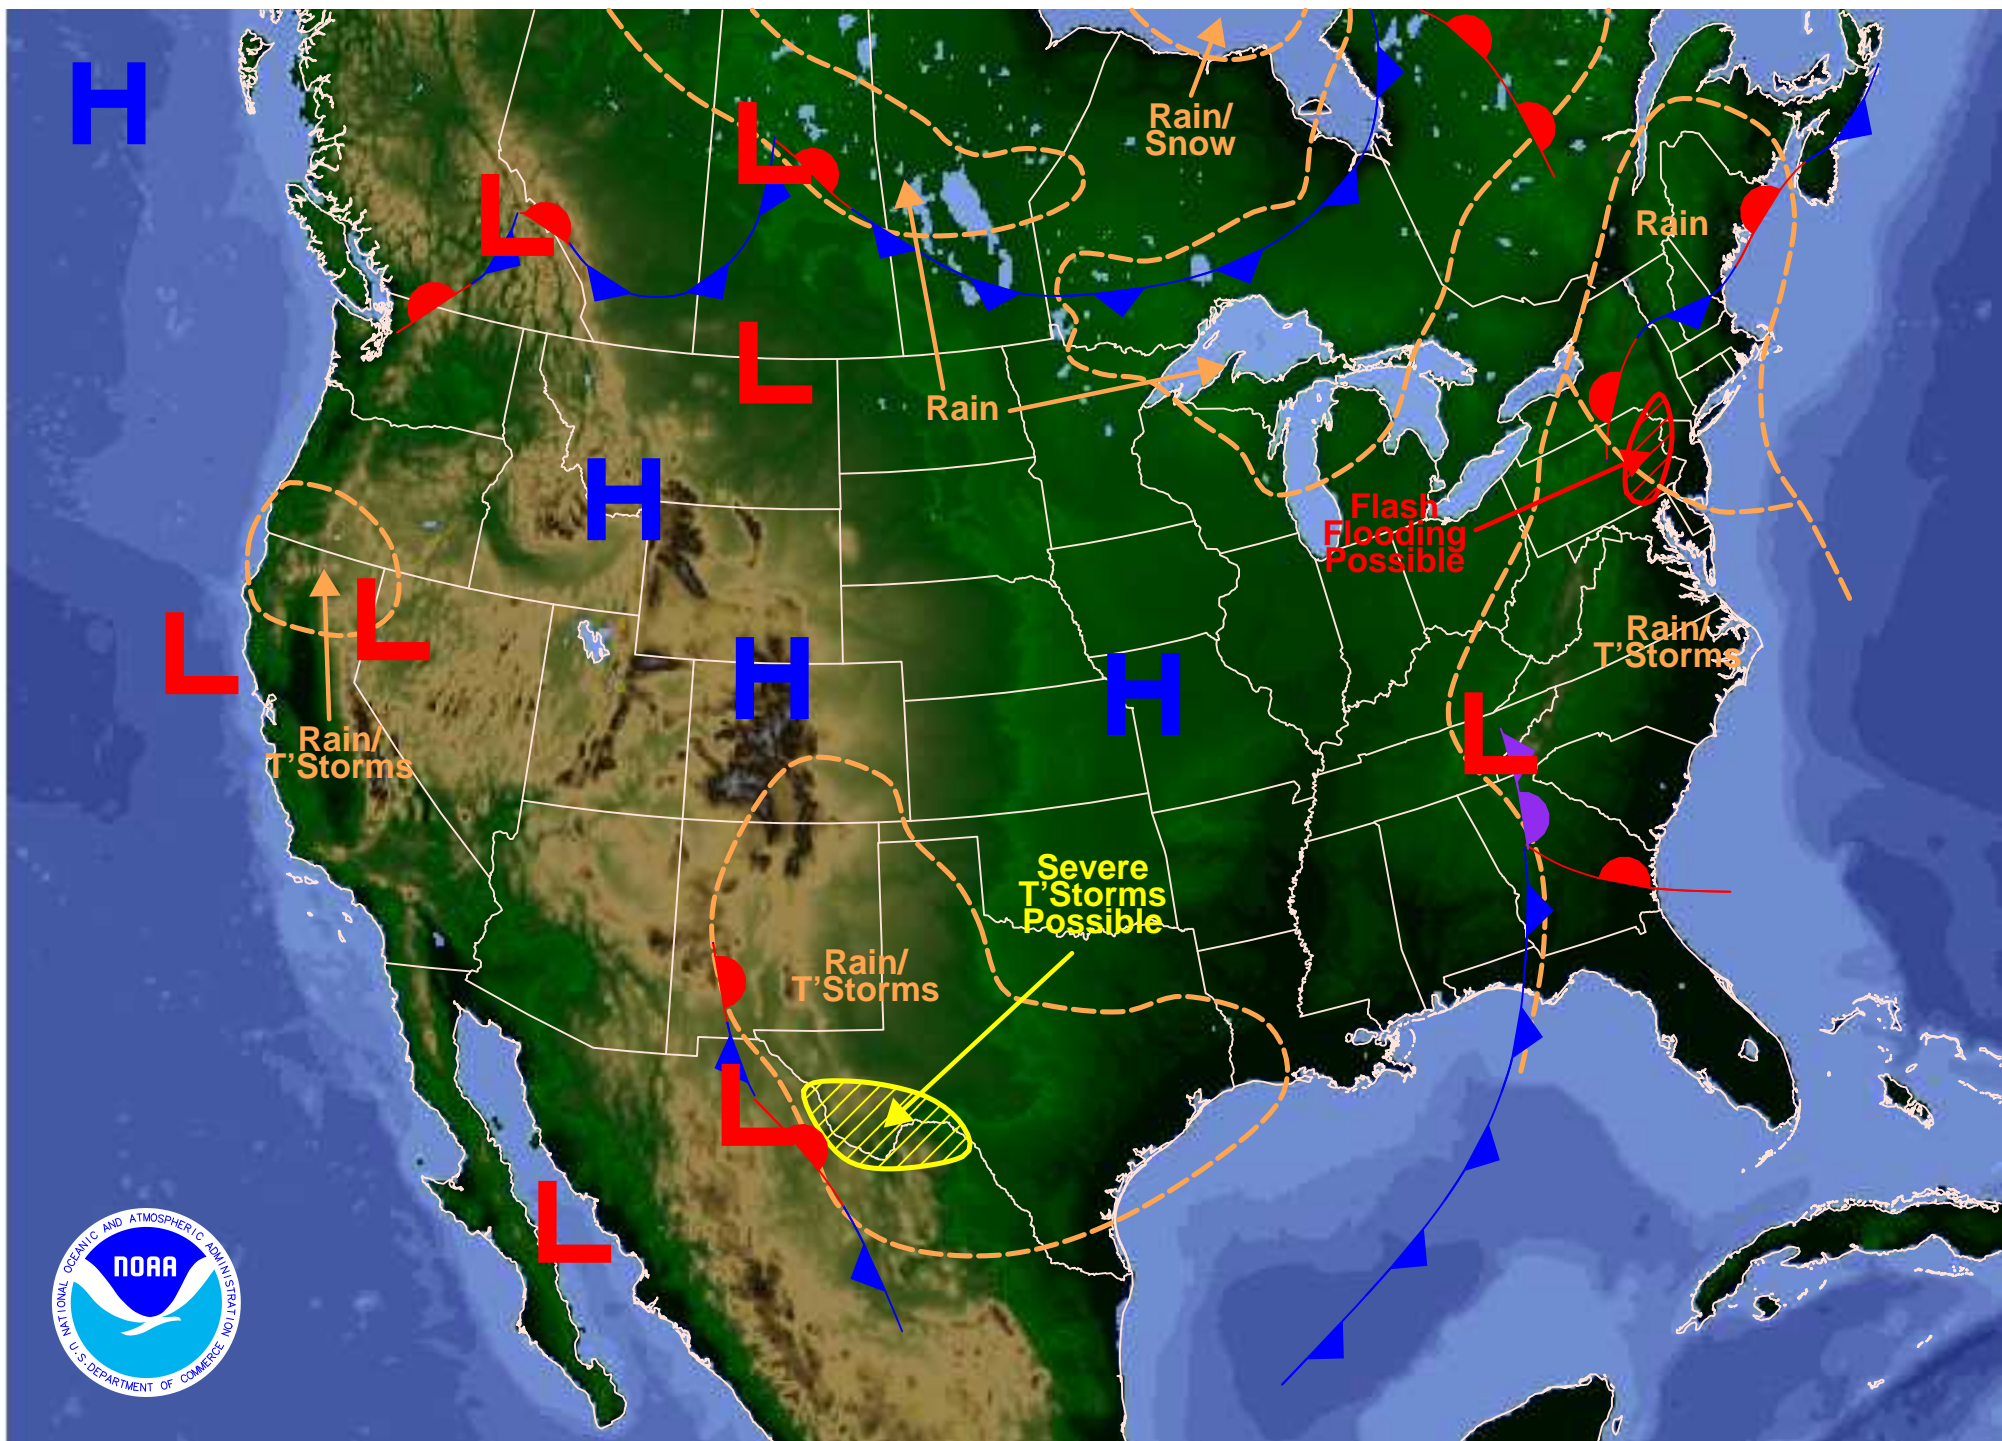 H
L
Rain/
Snow
L
Rain
L
Rain
H
Flash
Flooding
Possible
L
L
Rain/
T'Storms
H
H
L
Rain/
T'Storms
Severe
T'Storms
Possible
Rain/
T'Storms
L
L
NATIONAL OCEANIC AND ATMOSPHERIC ADMINISTRATION
NOAA
U.S. DEPARTMENT OF COMMERCE